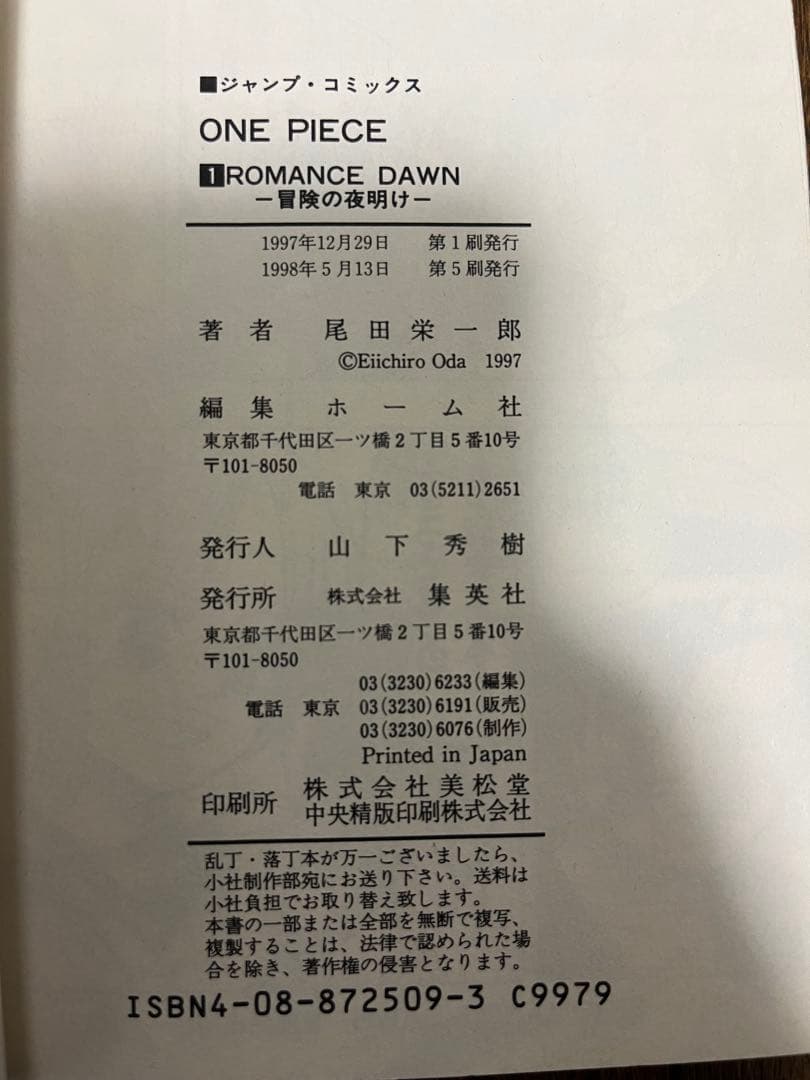 ■ジャンプ・コミックス
ONE PIECE
1 ROMANCE DAWN
―冒険の夜明け―
1997年12月29日 第1刷発行
1998年5月13日 第5刷発行
著者 尾田栄一郎
©Eiichiro Oda 1997
編集 ホーム社
東京都千代田区一ツ橋2丁目5番10号
〒101-8050
電話 東京 03(5211)2651
発行人 山下秀樹
発行所 株式会社 集英社
東京都千代田区一ツ橋2丁目5番10号
〒101-8050
03(3230)6233(編集)
電話 東京 03(3230)6191(販売)
03(3230)6076(制作)
Printed in Japan
印刷所 株式会社美松堂
中央精版印刷株式会社
乱丁・落丁本が万一ございましたら、
小社制作部宛にお送り下さい。送料は
小社負担でお取り替え致します。
本書の一部または全部を無断で複写、
複製することは、法律で認められた場
合を除き、著作権の侵害となります。
ISBN4-08-872509-3 C9979